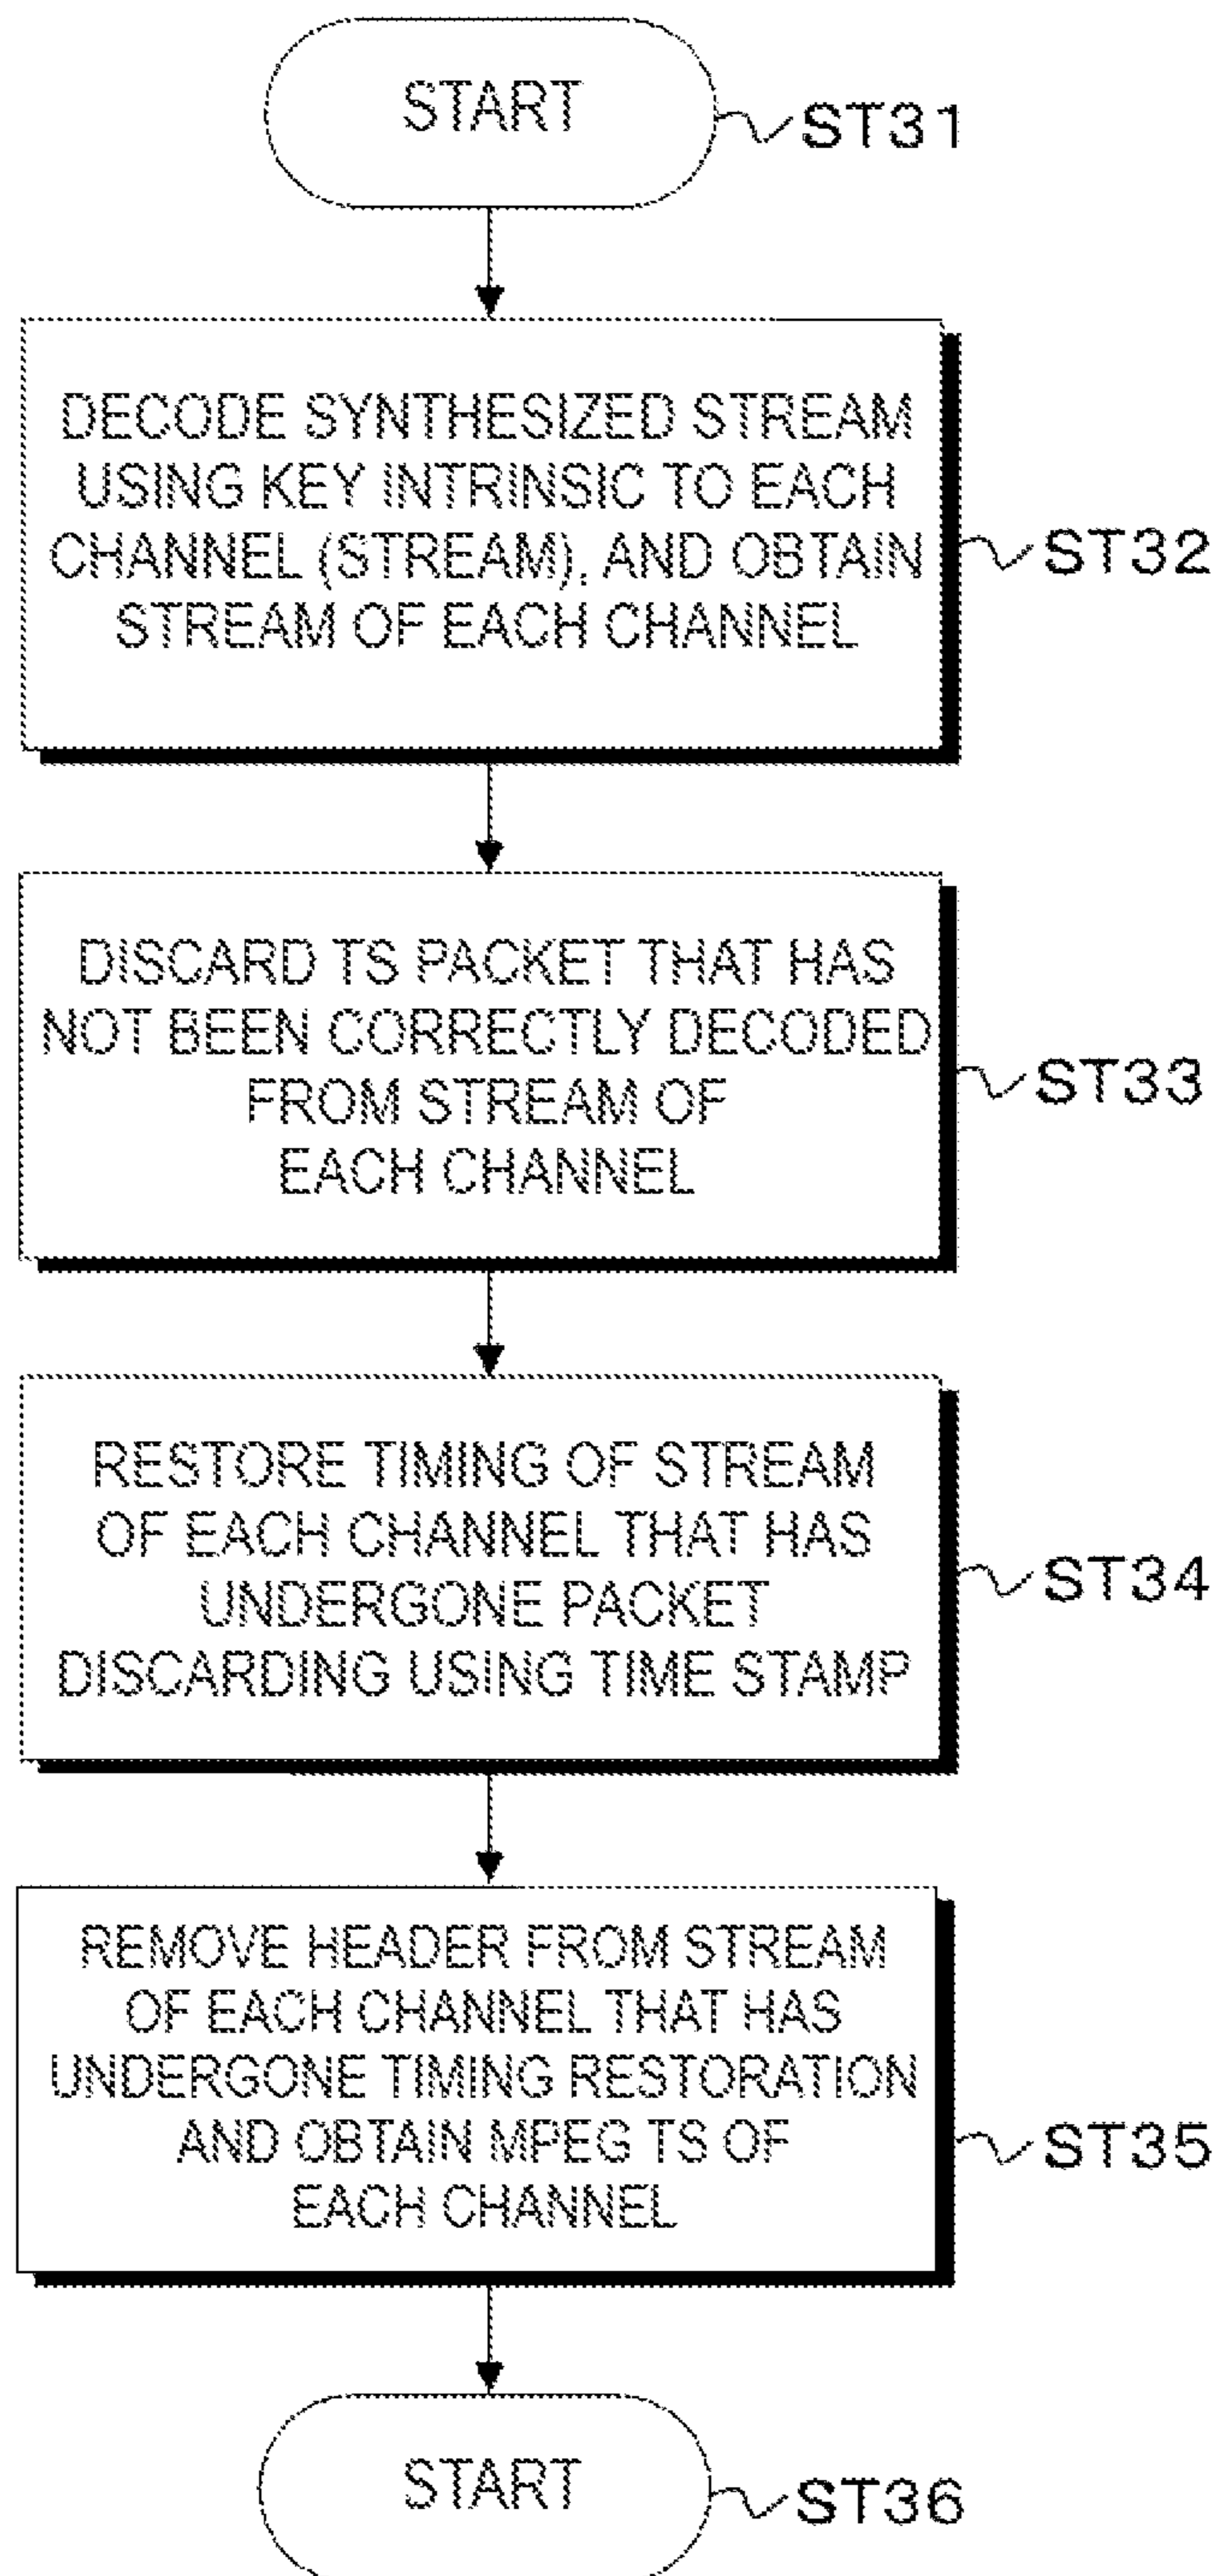 START
ST31
DECODE SYNTHESIZED STREAM
USING KEY INTRINSIC TO EACH
CHANNEL (STREAM), AND OBTAIN
STREAM OF EACH CHANNEL
ST32
DISCARD TS PACKET THAT HAS
NOT BEEN CORRECTLY DECODED
FROM STREAM OF
EACH CHANNEL
ST33
RESTORE TIMING OF STREAM
OF EACH CHANNEL THAT HAS
UNDERGONE PACKET
DISCARDING USING TIME STAMP
ST34
REMOVE HEADER FROM STREAM
OF EACH CHANNEL THAT HAS
UNDERGONE TIMING RESTORATION
AND OBTAIN MPEG TS OF
EACH CHANNEL
ST35
START
ST36